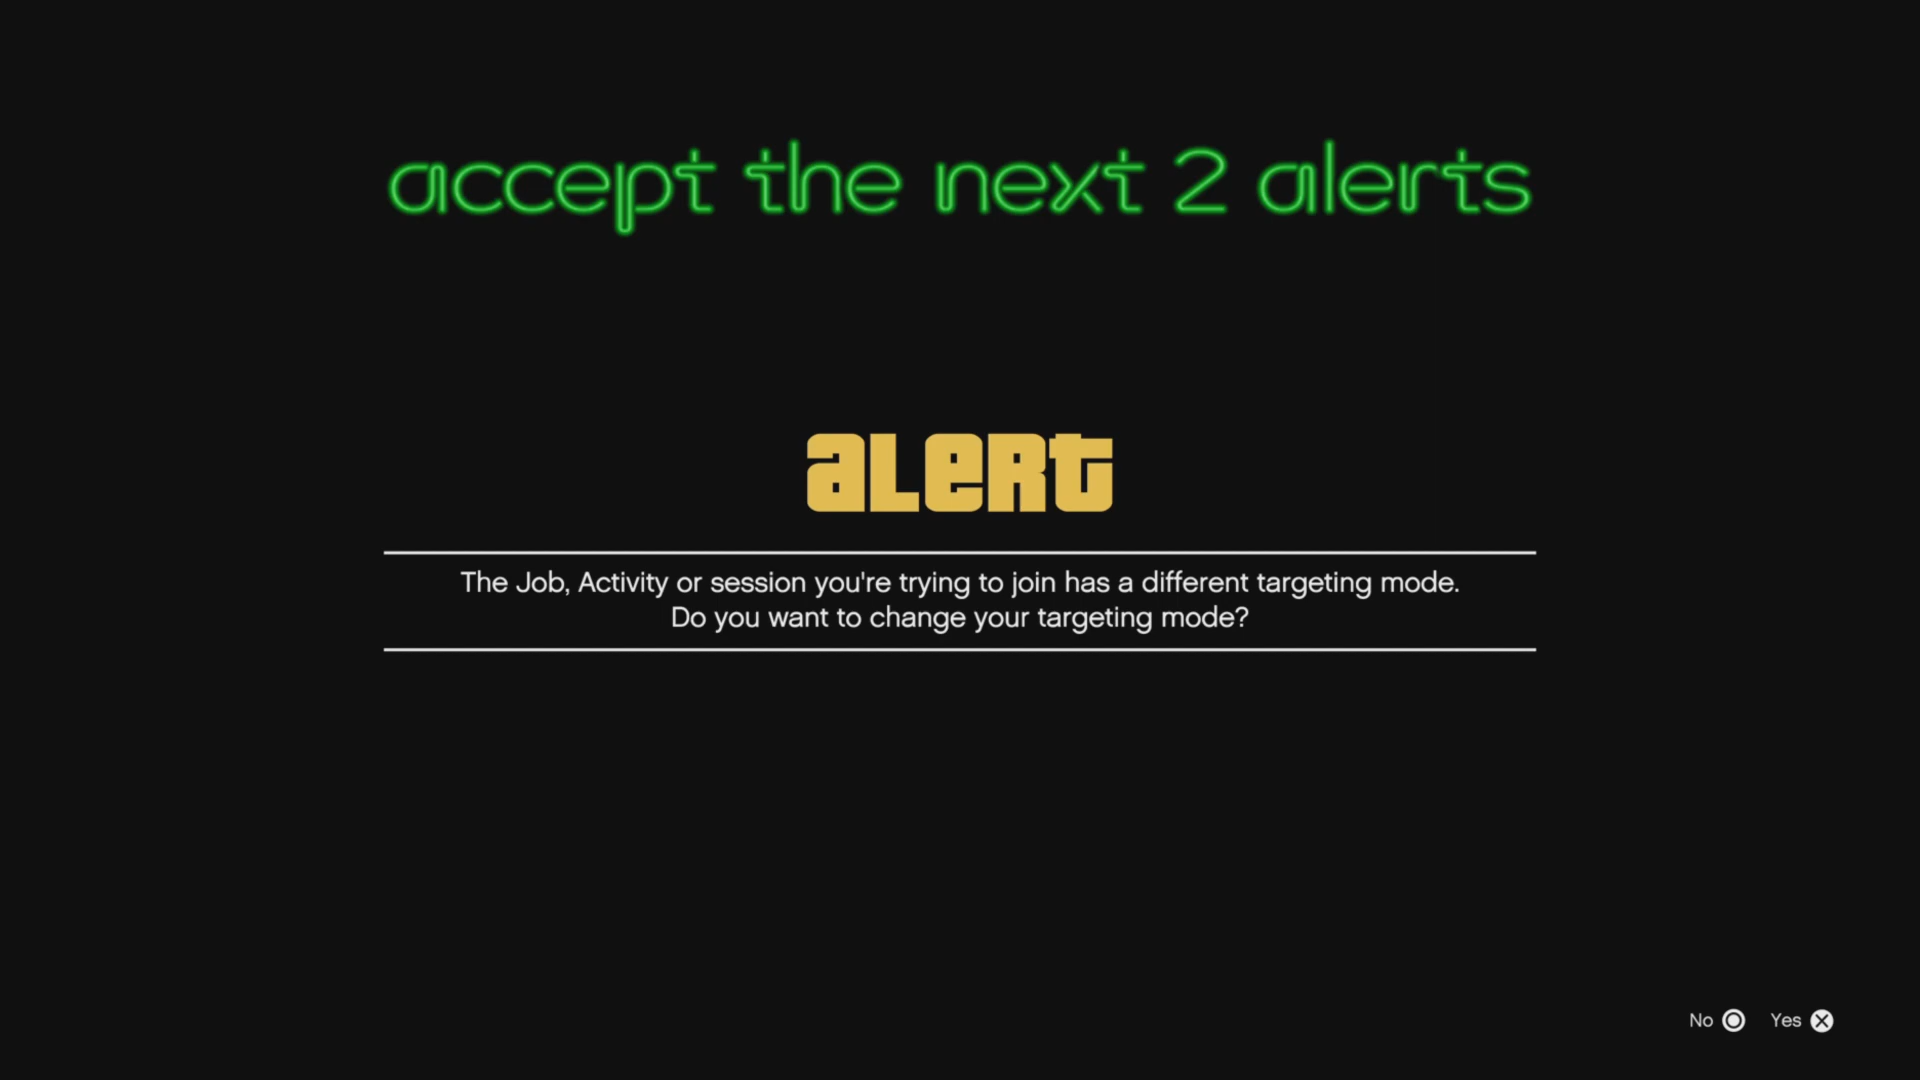 accept the next 2 alerts
alert
The Job, Activity or session you're trying to join has a different targeting mode.
Do you want to change your targeting mode?
No Yes